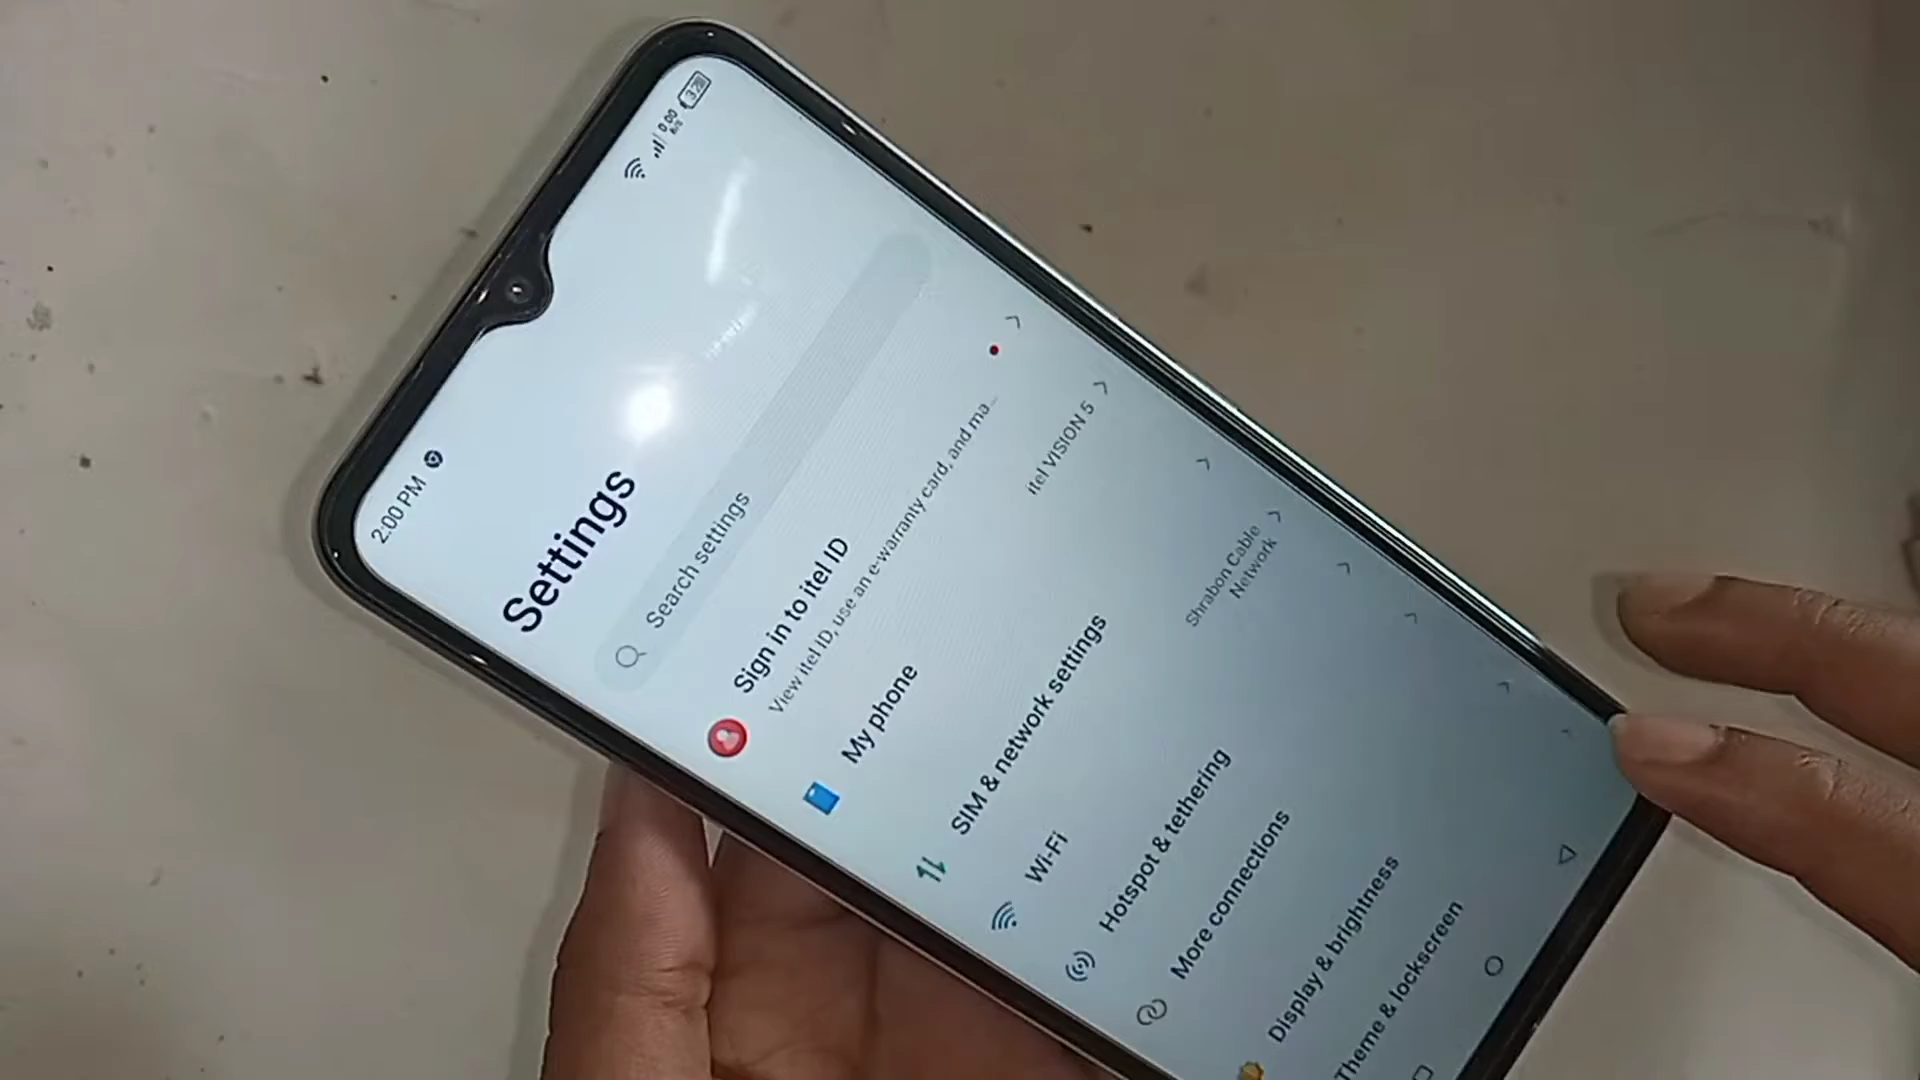 2:00 PM
0.00
Settings
Search settings
Sign in to itel ID
View itel ID, use an e-warranty card, and ma...
My phone
itel VISION 5
SIM & network settings
Wi-Fi
Shrabon Cable
Network
Hotspot & tethering
More connections
Display & brightness
Theme & lockscreen